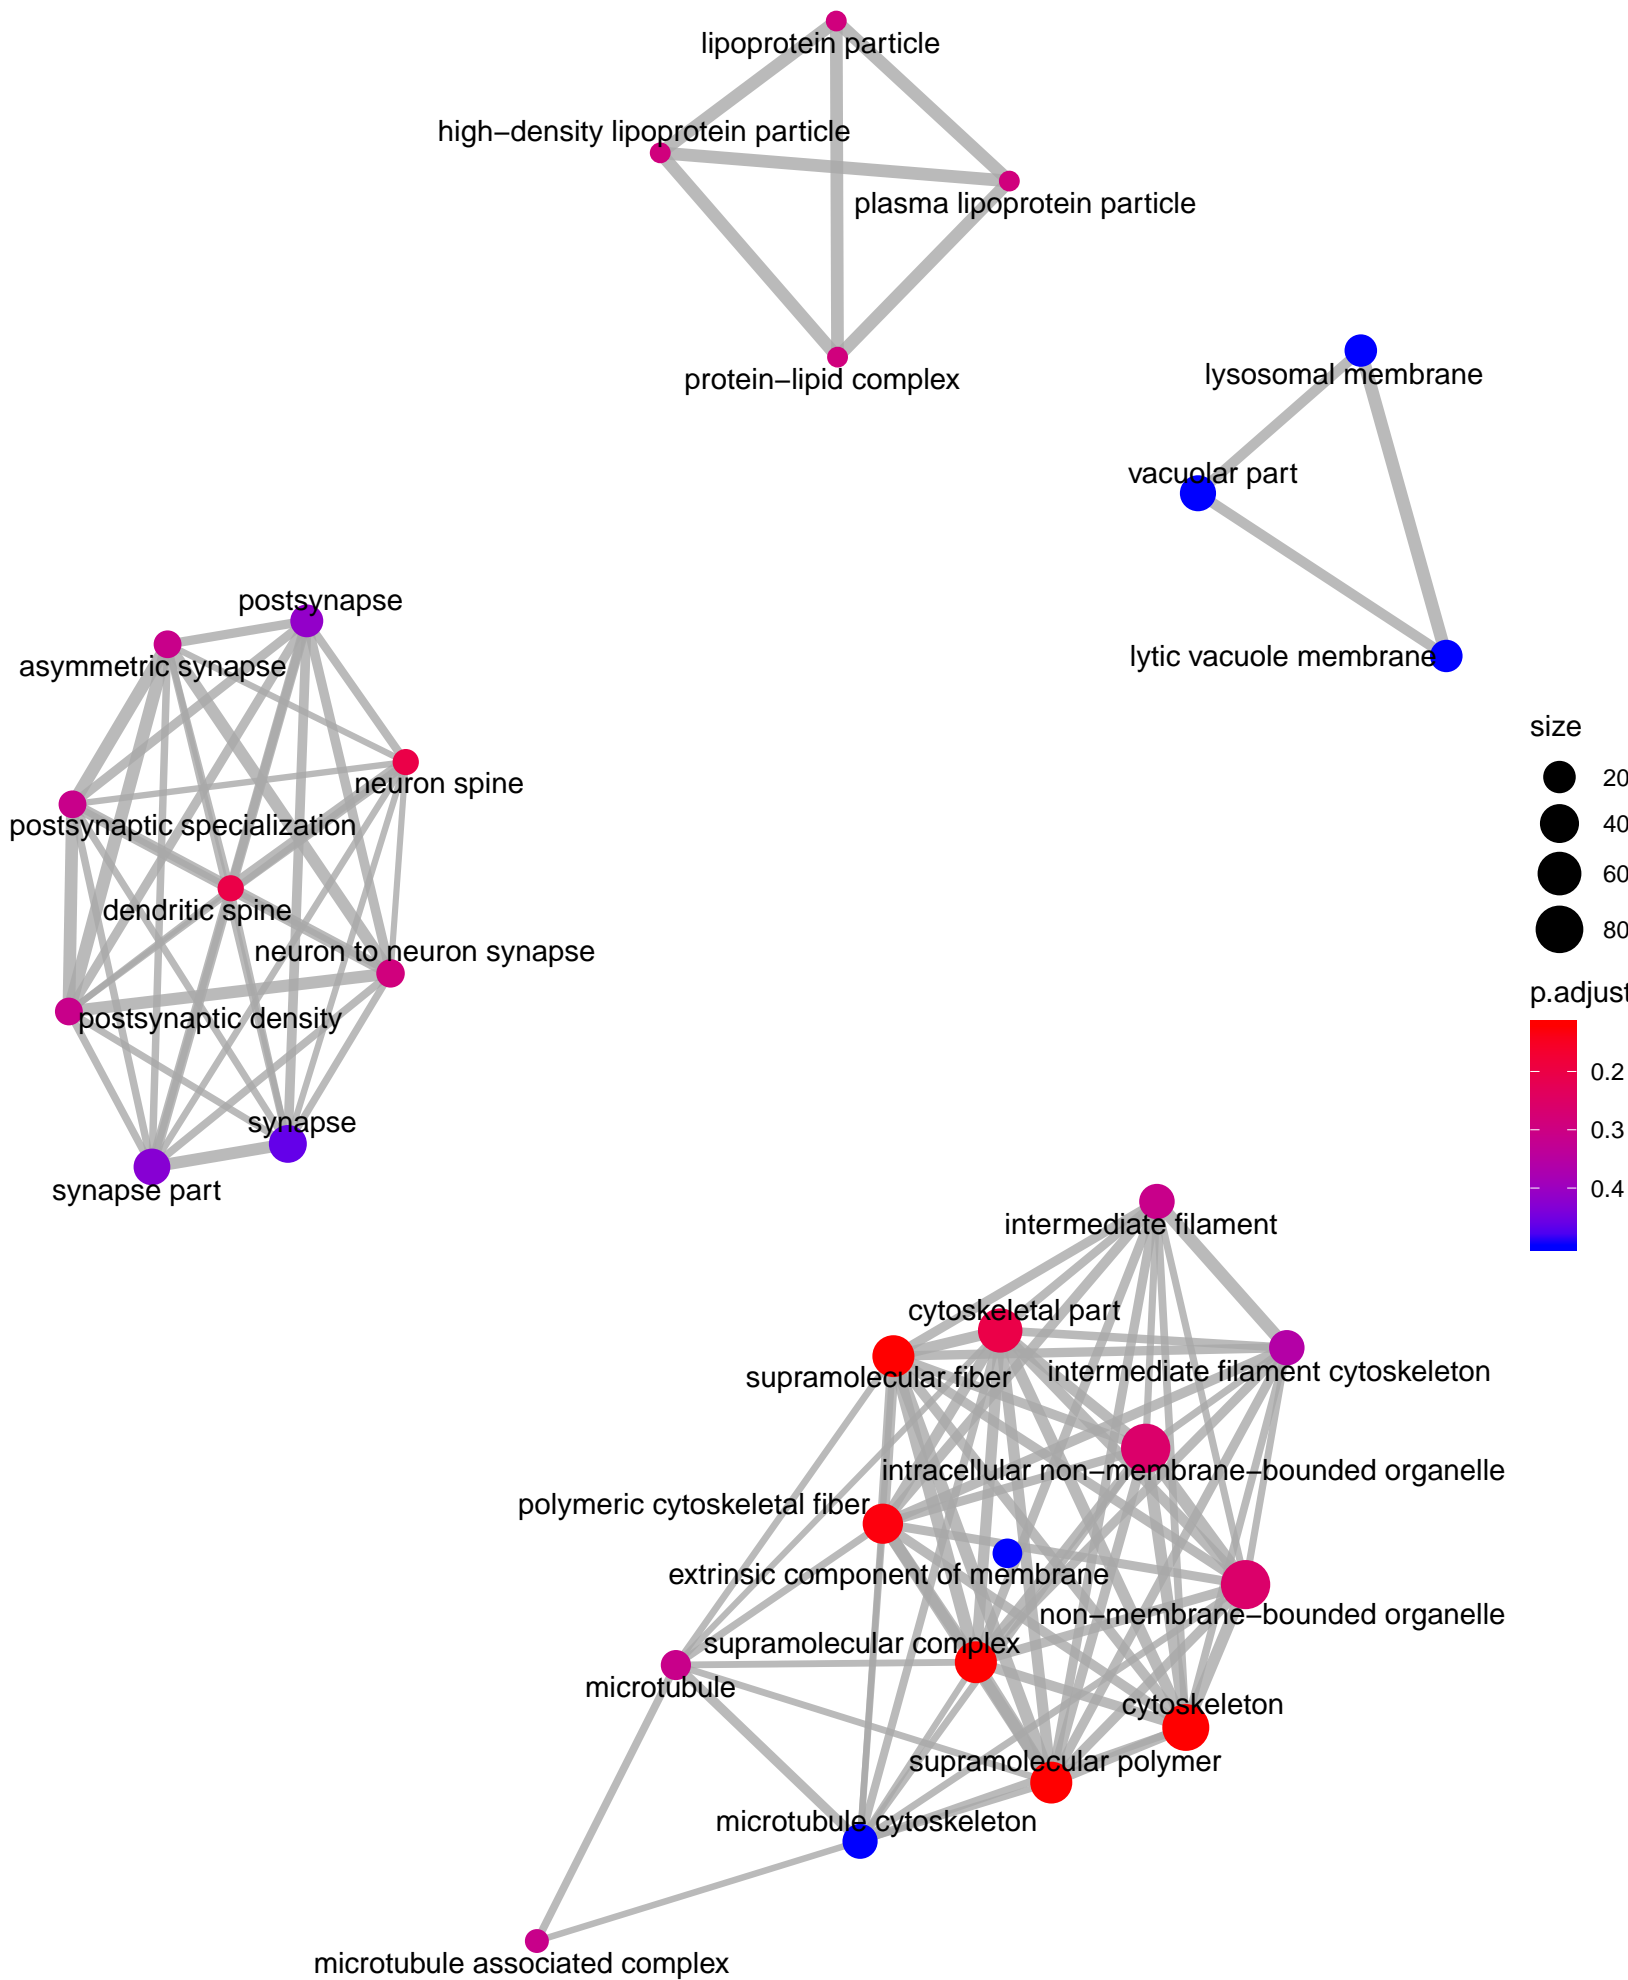 lipoprotein particle
high−density lipoprotein particle
plasma lipoprotein particle
protein−lipid complex
lysosomal membrane
vacuolar part
lytic vacuole membrane
postsynapse
asymmetric synapse
neuron spine
postsynaptic specialization
dendritic spine
neuron to neuron synapse
postsynaptic density
synapse
synapse part
size
20
40
60
80
p.adjust
0.2
0.3
0.4
intermediate filament
cytoskeletal part
supramolecular fiber
intermediate filament cytoskeleton
intracellular non−membrane−bounded organelle
polymeric cytoskeletal fiber
extrinsic component of membrane
non−membrane−bounded organelle
supramolecular complex
microtubule
cytoskeleton
supramolecular polymer
microtubule cytoskeleton
microtubule associated complex